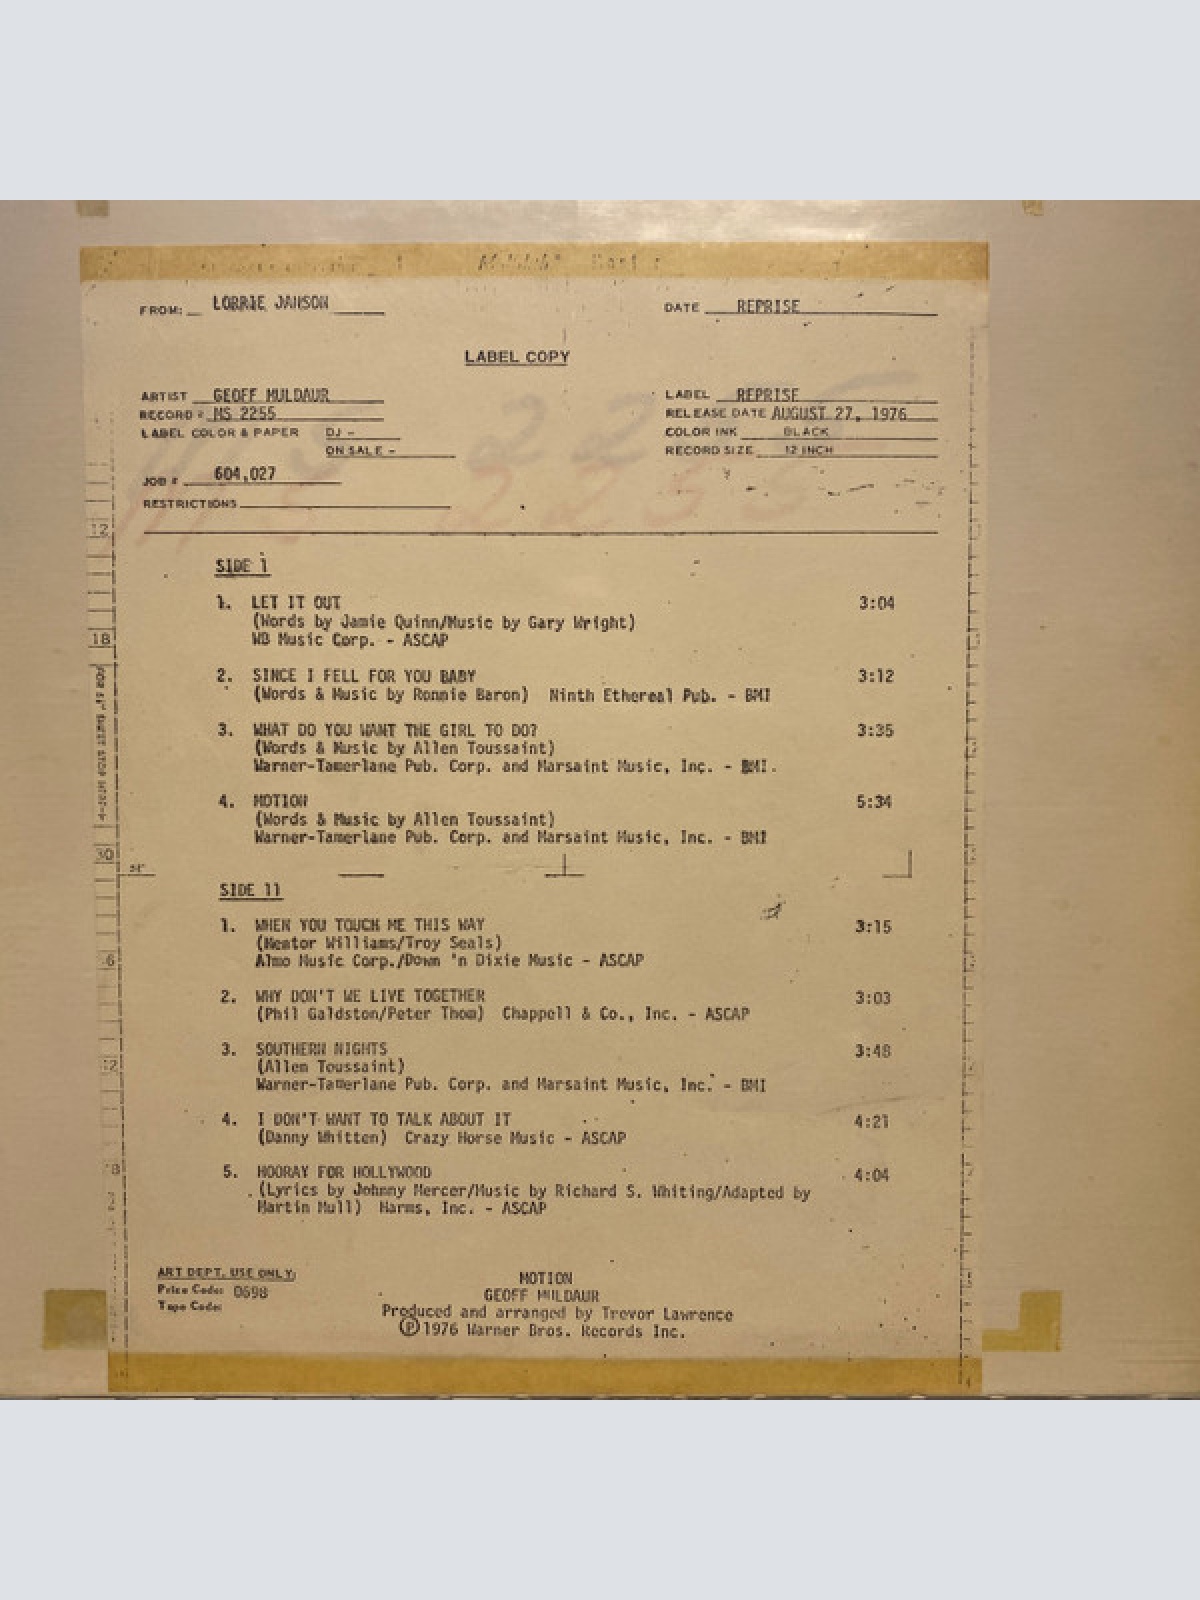 FROM: LORRIE JANSON
DATE REPRISE
LABEL COPY
ARTIST GEOFF MULDAUR
LABEL REPRISE
RECORD # MS 2255
RELEASE DATE AUGUST 27, 1976
LABEL COLOR & PAPER DJ -
COLOR INK BLACK
ON SALE -
RECORD SIZE 12 INCH
JOB # 604,027
RESTRICTIONS
MS 2255
12
18
30
SIDE 1
1. LET IT OUT 3:04
(Words by Jamie Quinn/Music by Gary Wright)
WB Music Corp. - ASCAP
2. SINCE I FELL FOR YOU BABY 3:12
(Words & Music by Ronnie Baron) Ninth Ethereal Pub. - BMI
3. WHAT DO YOU WANT THE GIRL TO DO? 3:35
(Words & Music by Allen Toussaint)
Warner-Tamerlane Pub. Corp. and Marsaint Music, Inc. - BMI.
4. MOTION 5:34
(Words & Music by Allen Toussaint)
Warner-Tamerlane Pub. Corp. and Marsaint Music, Inc. - BMI
SIDE 11
1. WHEN YOU TOUCH ME THIS WAY 3:15
(Mentor Williams/Troy Seals)
Almo Music Corp./Down 'n Dixie Music - ASCAP
2. WHY DON'T WE LIVE TOGETHER 3:03
(Phil Galdston/Peter Thom) Chappell & Co., Inc. - ASCAP
3. SOUTHERN NIGHTS 3:48
(Allen Toussaint)
Warner-Tamerlane Pub. Corp. and Marsaint Music, Inc. - BMI
4. I DON'T WANT TO TALK ABOUT IT 4:21
(Danny Whitten) Crazy Horse Music - ASCAP
5. HOORAY FOR HOLLYWOOD 4:04
(Lyrics by Johnny Mercer/Music by Richard S. Whiting/Adapted by
Martin Mull) Harms, Inc. - ASCAP
ART DEPT. USE ONLY:
Price Code: 0698
Tape Code:
MOTION
GEOFF MULDAUR
Produced and arranged by Trevor Lawrence
Ⓟ1976 Warner Bros. Records Inc.